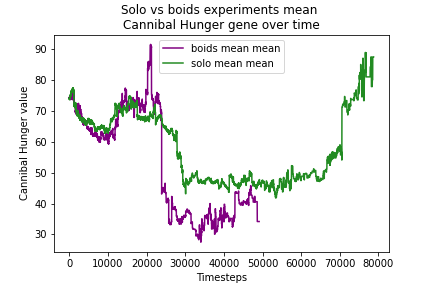 Solo vs boids experiments mean
Cannibal Hunger gene over time
boids mean mean
solo mean mean
Cannibal Hunger value
90
80
70
60
50
40
30
0 10000 20000 30000 40000 50000 60000 70000 80000
Timesteps